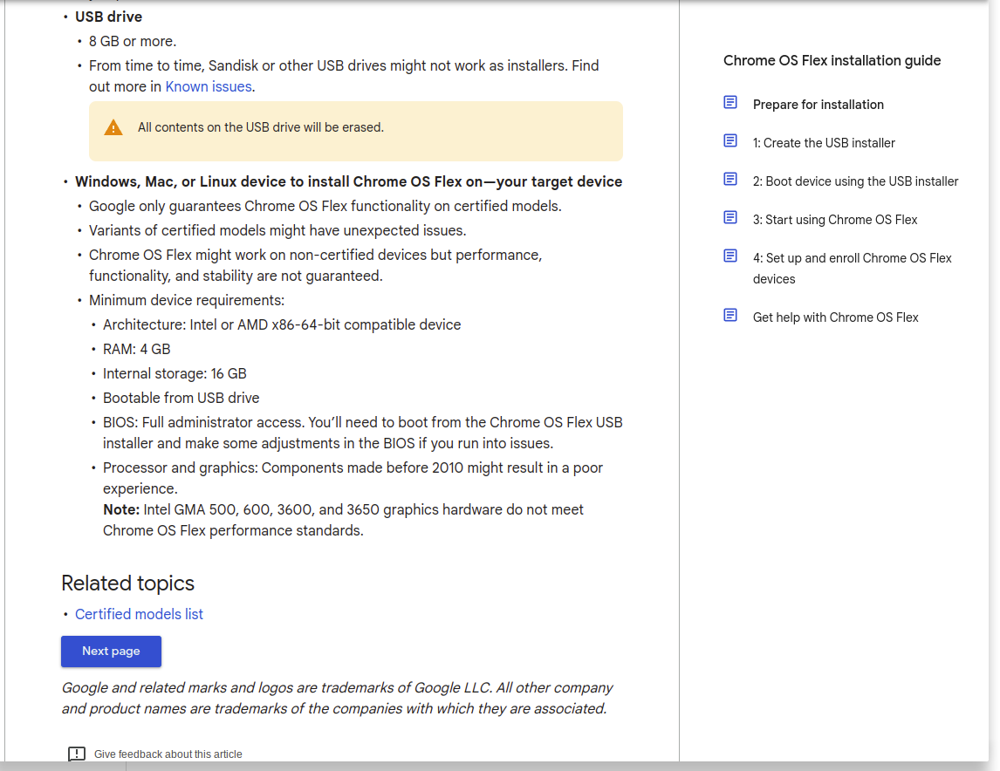 • USB drive
• 8 GB or more.
• From time to time, Sandisk or other USB drives might not work as installers. Find
out more in Known issues.
All contents on the USB drive will be erased.
• Windows, Mac, or Linux device to install Chrome OS Flex on—your target device
• Google only guarantees Chrome OS Flex functionality on certified models.
• Variants of certified models might have unexpected issues.
• Chrome OS Flex might work on non-certified devices but performance,
functionality, and stability are not guaranteed.
• Minimum device requirements:
• Architecture: Intel or AMD x86-64-bit compatible device
• RAM: 4 GB
• Internal storage: 16 GB
• Bootable from USB drive
• BIOS: Full administrator access. You’ll need to boot from the Chrome OS Flex USB
installer and make some adjustments in the BIOS if you run into issues.
• Processor and graphics: Components made before 2010 might result in a poor
experience.
Note: Intel GMA 500, 600, 3600, and 3650 graphics hardware do not meet
Chrome OS Flex performance standards.
Related topics
• Certified models list
Next page
Google and related marks and logos are trademarks of Google LLC. All other company
and product names are trademarks of the companies with which they are associated.
Give feedback about this article
Chrome OS Flex installation guide
Prepare for installation
1: Create the USB installer
2: Boot device using the USB installer
3: Start using Chrome OS Flex
4: Set up and enroll Chrome OS Flex
devices
Get help with Chrome OS Flex